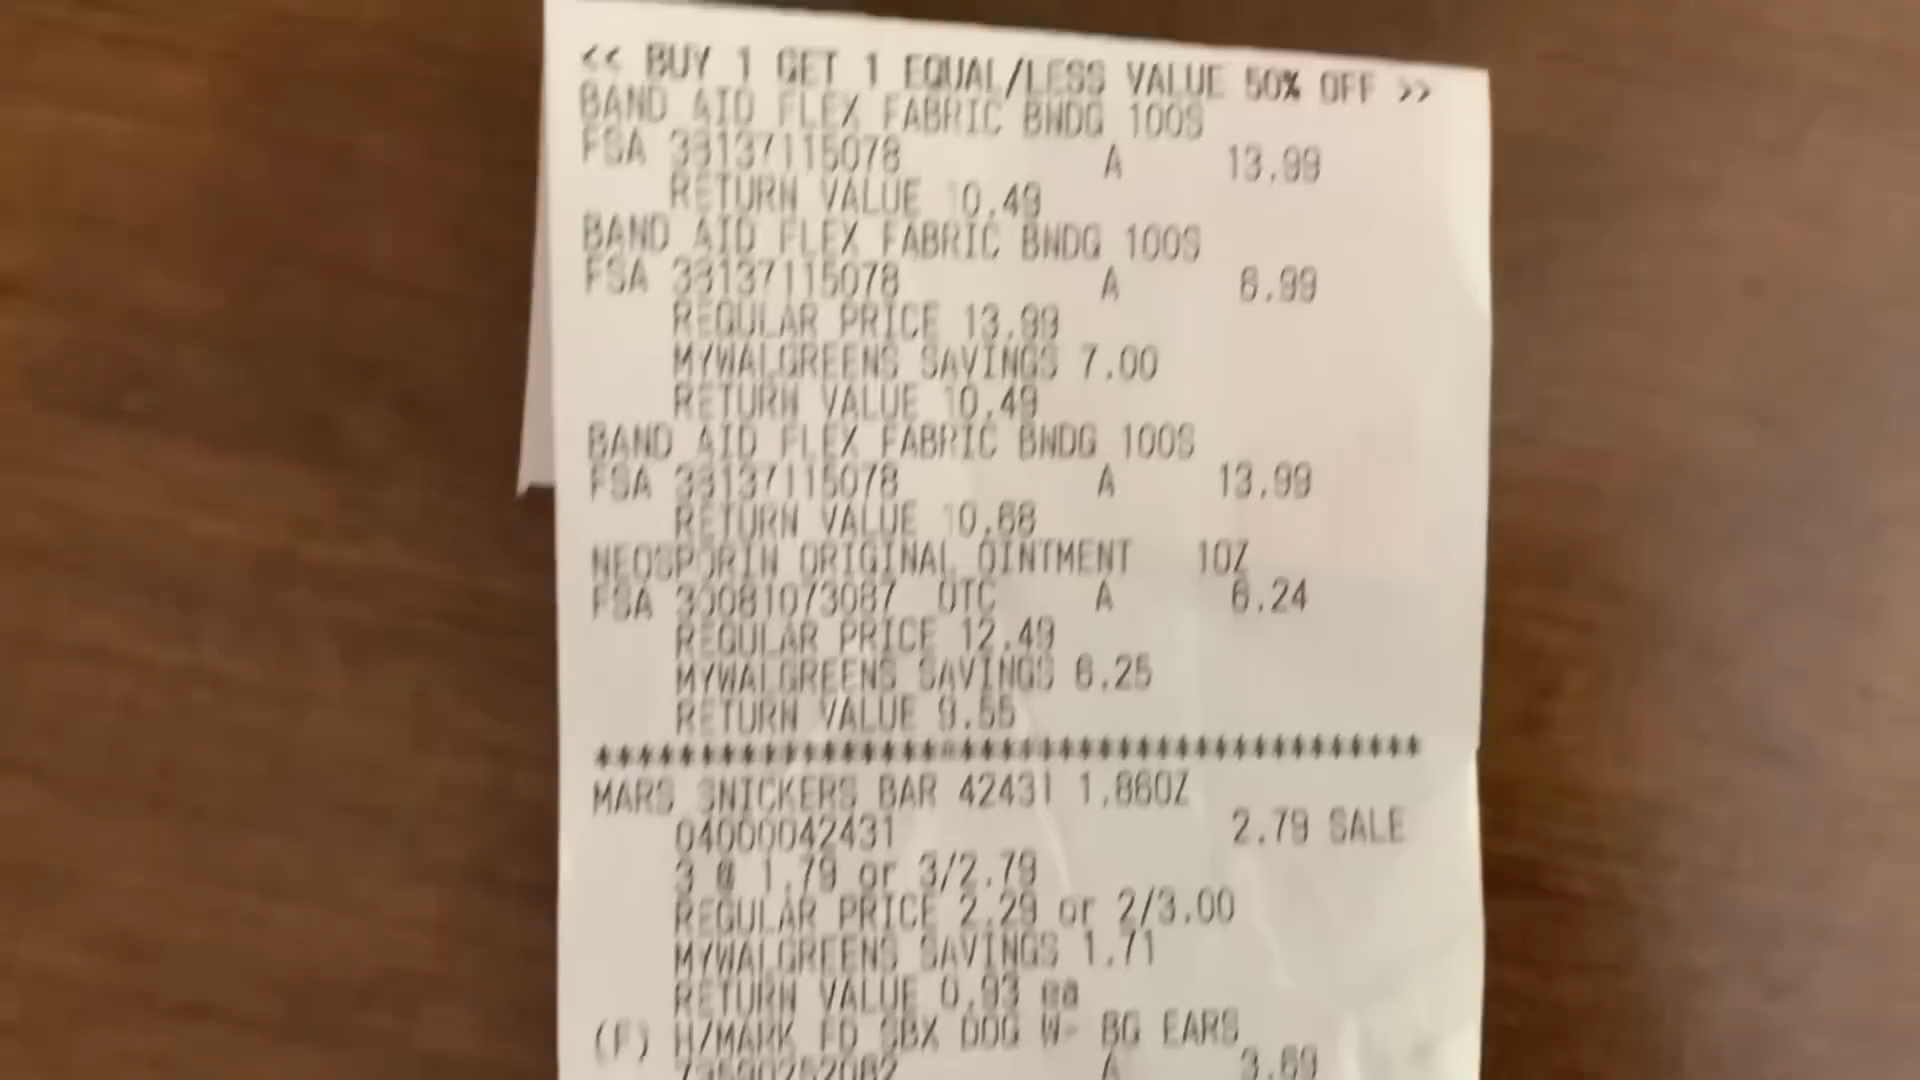 << BUY 1 GET 1 EQUAL/LESS VALUE 50% OFF >>
BAND AID FLEX FABRIC BNDG 100S
FSA 38137115078 A 13.99
RETURN VALUE 10.49
BAND AID FLEX FABRIC BNDG 100S
FSA 38137115078 A 6.99
REGULAR PRICE 13.99
MYWALGREENS SAVINGS 7.00
RETURN VALUE 10.49
BAND AID FLEX FABRIC BNDG 100S
FSA 38137115078 A 13.99
RETURN VALUE 10.68
NEOSPORIN ORIGINAL OINTMENT 1OZ
FSA 30081073087 OTC A 6.24
REGULAR PRICE 12.49
MYWALGREENS SAVINGS 6.25
RETURN VALUE 9.55
***************************************
MARS SNICKERS BAR 42431 1.86OZ
04000042431 2.79 SALE
3 @ 1.79 or 3/2.79
REGULAR PRICE 2.29 or 2/3.00
MYWALGREENS SAVINGS 1.71
RETURN VALUE 0.93 ea
(F) H/MARK FD SBX DOG W- BG EARS
A 3.69